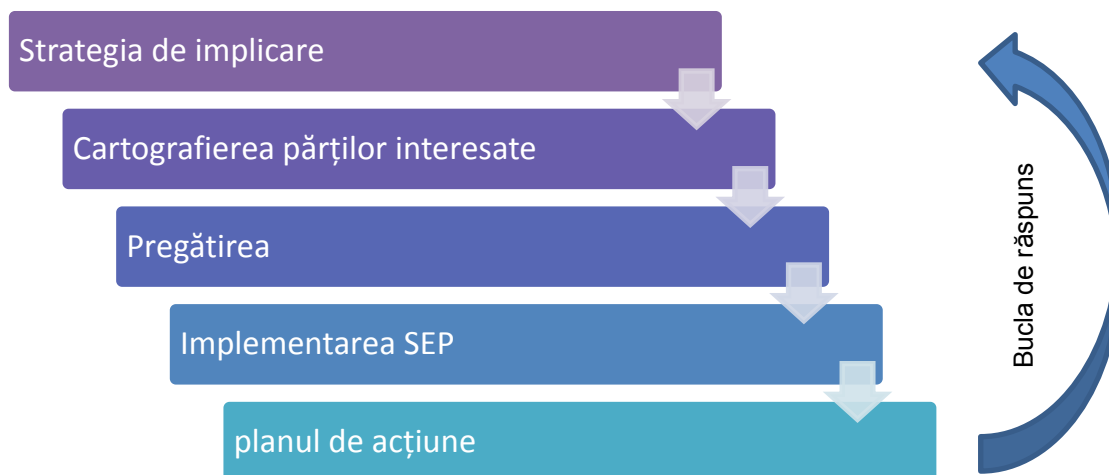 Strategia de implicare
Cartografierea părților interesate
Pregătirea
Implementarea SEP
planul de acțiune
Bucla de răspuns